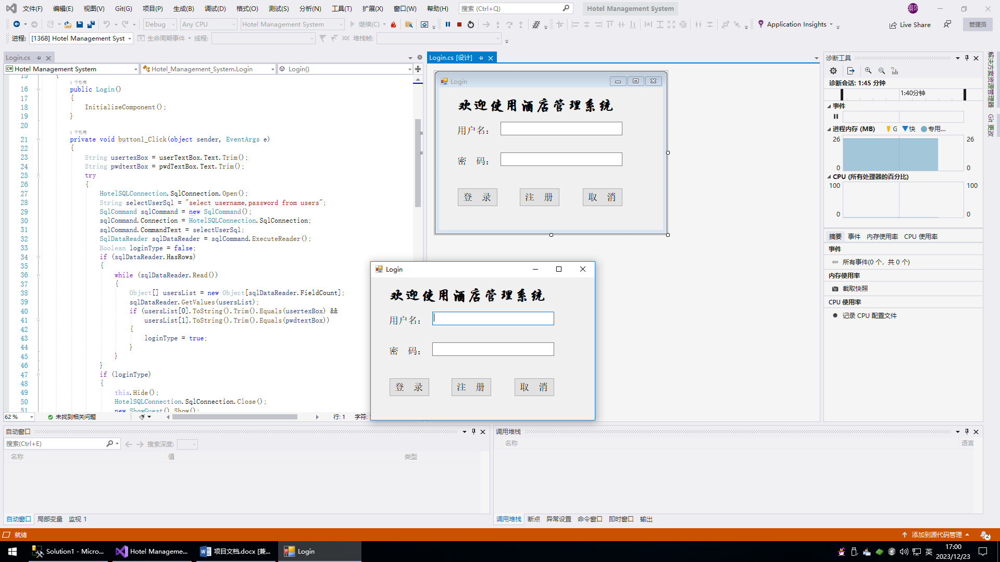 文件(F) 编辑(E) 视图(V) Git(G) 项目(P) 生成(B) 调试(D) 格式(O) 测试(S) 分析(N) 工具(T) 扩展(X) 窗口(W) 帮助(H) 搜索 (Ctrl+Q) Hotel Management System
Debug Any CPU Hotel Management System 继续(C) Application Insights Live Share 管理员
进程: [1368] Hotel Management Syst 生命周期事件 线程: 堆栈帧:
Login.cs
Hotel Management System Hotel_Management_System.Login Login()
15 {
1 个引用
16 public Login()
17 {
18 InitializeComponent();
19 }
20
1 个引用
21 private void button1_Click(object sender, EventArgs e)
22 {
23 String usertexBox = userTextBox.Text.Trim();
24 String pwdtextBox = pwdTextBox.Text.Trim();
25 try
26 {
27 HotelSQLConnection.SqlConnection.Open();
28 String selectUserSql = "select username,password from users";
29 SqlCommand sqlCommand = new SqlCommand();
30 sqlCommand.Connection = HotelSQLConnection.SqlConnection;
31 sqlCommand.CommandText = selectUserSql;
32 SqlDataReader sqlDataReader = sqlCommand.ExecuteReader();
33 Boolean loginType = false;
34 if (sqlDataReader.HasRows)
35 {
36 while (sqlDataReader.Read())
37 {
38 Object[] usersList = new Object[sqlDataReader.FieldCount];
39 sqlDataReader.GetValues(usersList);
40 if (usersList[0].ToString().Trim().Equals(usertexBox) &&
41 usersList[1].ToString().Trim().Equals(pwdtextBox))
42 {
43 loginType = true;
44 }
45 }
46 }
47 if (loginType)
48 {
49 this.Hide();
50 HotelSQLConnection.SqlConnection.Close();
51 new ShowGuest().Show();
62 % 未找到相关问题 行: 1 字符:
Login.cs [设计]
Login
欢迎使用酒店管理系统
用户名：
密 码：
登 录 注 册 取 消
Login
欢迎使用酒店管理系统
用户名：
密 码：
登 录 注 册 取 消
诊断工具
诊断会话: 1:45 分钟
1:40分钟
事件
进程内存 (MB) G 快 专用...
26 26
0 0
CPU (所有处理器的百分比)
100 100
0 0
摘要 事件 内存使用率 CPU 使用率
事件
所有事件(0 个，共 0 个)
内存使用率
截取快照
CPU 使用率
记录 CPU 配置文件
解决方案资源管理器
Git 更改
自动窗口
搜索(Ctrl+E) 搜索深度:
名称 值 类型
自动窗口 局部变量 监视 1
调用堆栈
名称 语言
调用堆栈 断点 异常设置 命令窗口 即时窗口 输出
就绪 添加到源代码管理 2
Solution1 - Micro... Hotel Manageme... 项目文档.docx [兼... Login 英 17:00
2023/12/23